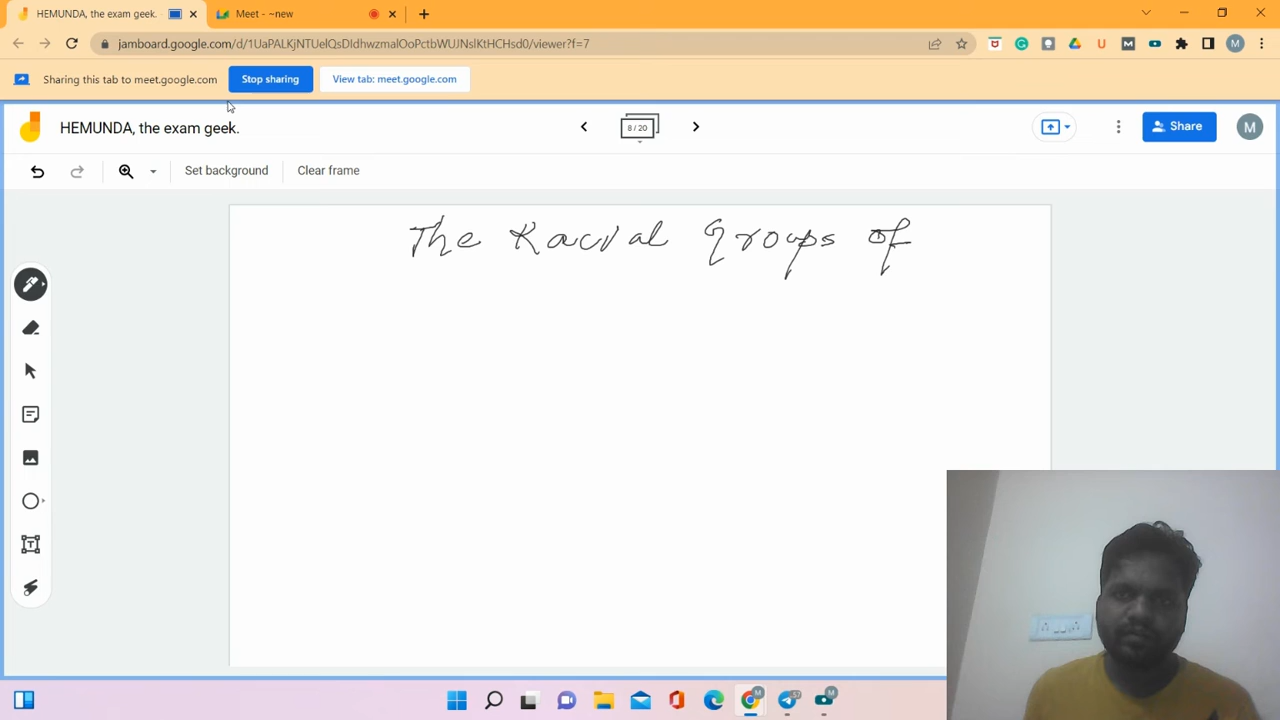 HEMUNDA, the exam geek.
Meet - ~new
jamboard.google.com/d/1UaPALKjNTUelQsDIdhwzmalOoPctbWUJNslKtHCHsd0/viewer?f=7
M
Sharing this tab to meet.google.com
Stop sharing
View tab: meet.google.com
HEMUNDA, the exam geek.
8 / 20
Share
M
Set background
Clear frame
The Racial Groups of